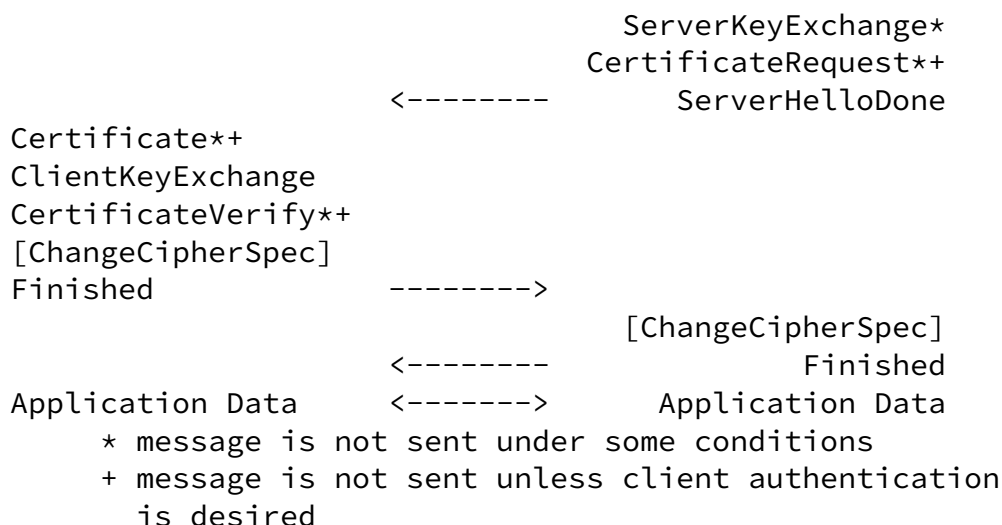 ServerKeyExchange*
CertificateRequest*+
<-------- ServerHelloDone
Certificate*+
ClientKeyExchange
CertificateVerify*+
[ChangeCipherSpec]
Finished -------->
[ChangeCipherSpec]
<-------- Finished
Application Data <-------> Application Data
* message is not sent under some conditions
+ message is not sent unless client authentication
is desired